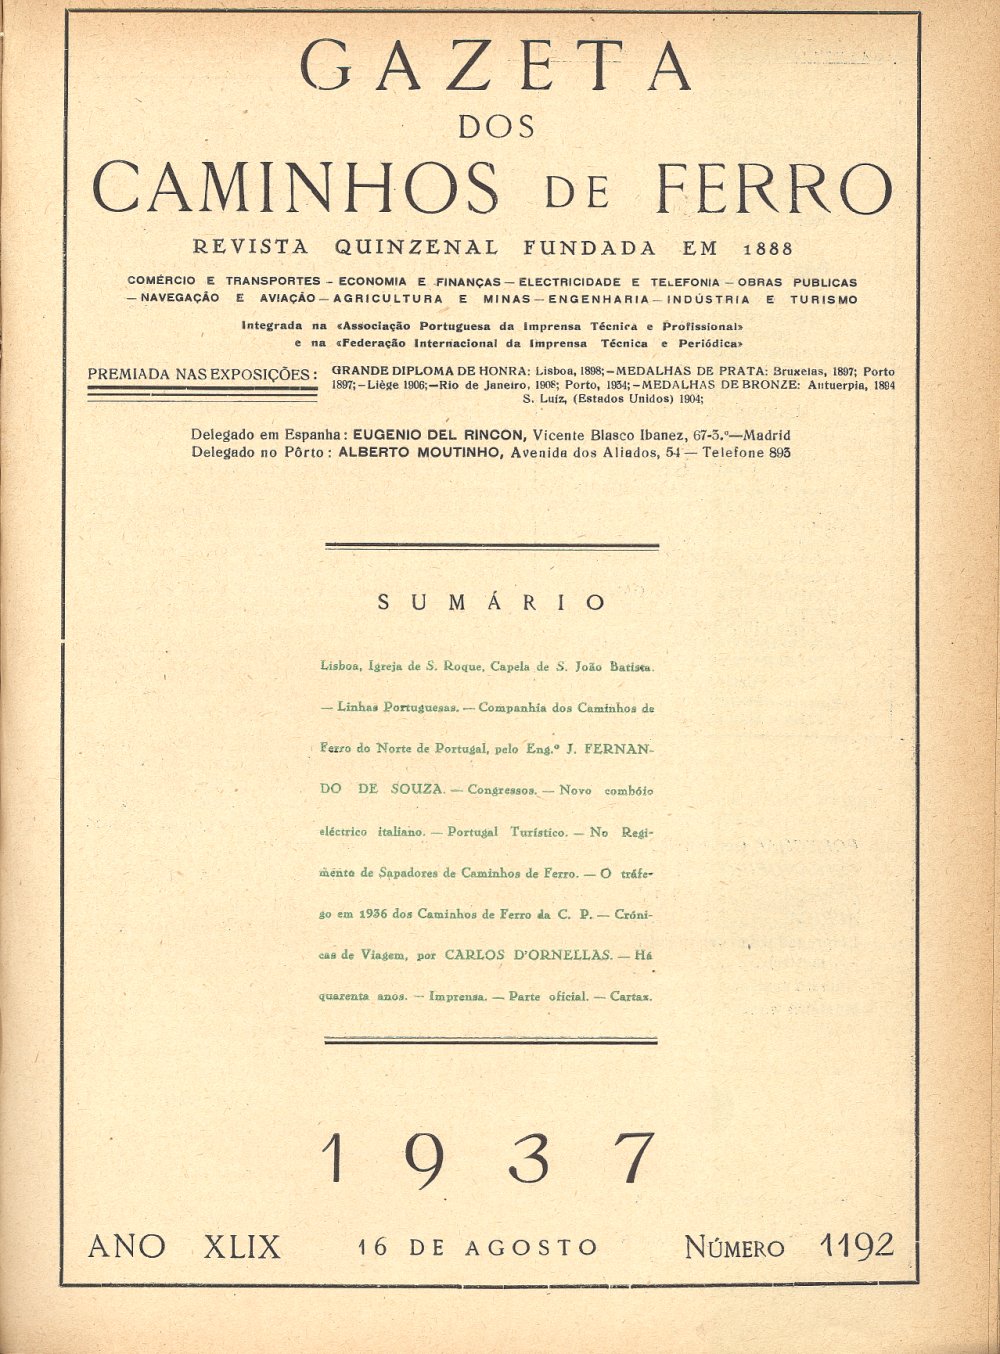 GAZETA
DOS
CAMINHOS DE FERRO
REVISTA QUINZENAL FUNDADA EM 1888
COMÉRCIO E TRANSPORTES – ECONOMIA E FINANÇAS – ELECTRICIDADE E TELEFONIA – OBRAS PUBLICAS
– NAVEGAÇÃO E AVIAÇÃO – AGRICULTURA E MINAS – ENGENHARIA – INDÚSTRIA E TURISMO
Integrada na «Associação Portuguesa da Imprensa Técnica e Profissional»
e na «Federação Internacional da Imprensa Técnica e Periódica»
PREMIADA NAS EXPOSIÇÕES: GRANDE DIPLOMA DE HONRA: Lisboa, 1898;—MEDALHAS DE PRATA: Bruxelas, 1897; Porto
1897;—Liège 1906;—Rio de Janeiro, 1908; Porto, 1934;—MEDALHAS DE BRONZE: Antuerpia, 1894
S. Luíz, (Estados Unidos) 1904;
Delegado em Espanha: EUGENIO DEL RINCON, Vicente Blasco Ibanez, 67-3.º—Madrid
Delegado no Pôrto: ALBERTO MOUTINHO, Avenida dos Aliados, 54 — Telefone 893
SUMÁRIO
Lisboa, Igreja de S. Roque, Capela de S. João Batista.
— Linhas Portuguesas. — Companhia dos Caminhos de
Ferro do Norte de Portugal, pelo Eng.º J. FERNAN-
DO DE SOUZA. — Congressos. — Novo combóio
eléctrico italiano. — Portugal Turístico. — No Regi-
mento de Sapadores de Caminhos de Ferro. — O tráfe-
go em 1936 dos Caminhos de Ferro da C. P. — Cróni-
cas de Viagem, por CARLOS D'ORNELLAS. — Há
quarenta anos. — Imprensa. — Parte oficial. — Cartaz.
1937
ANO XLIX 16 DE AGOSTO NÚMERO 1192